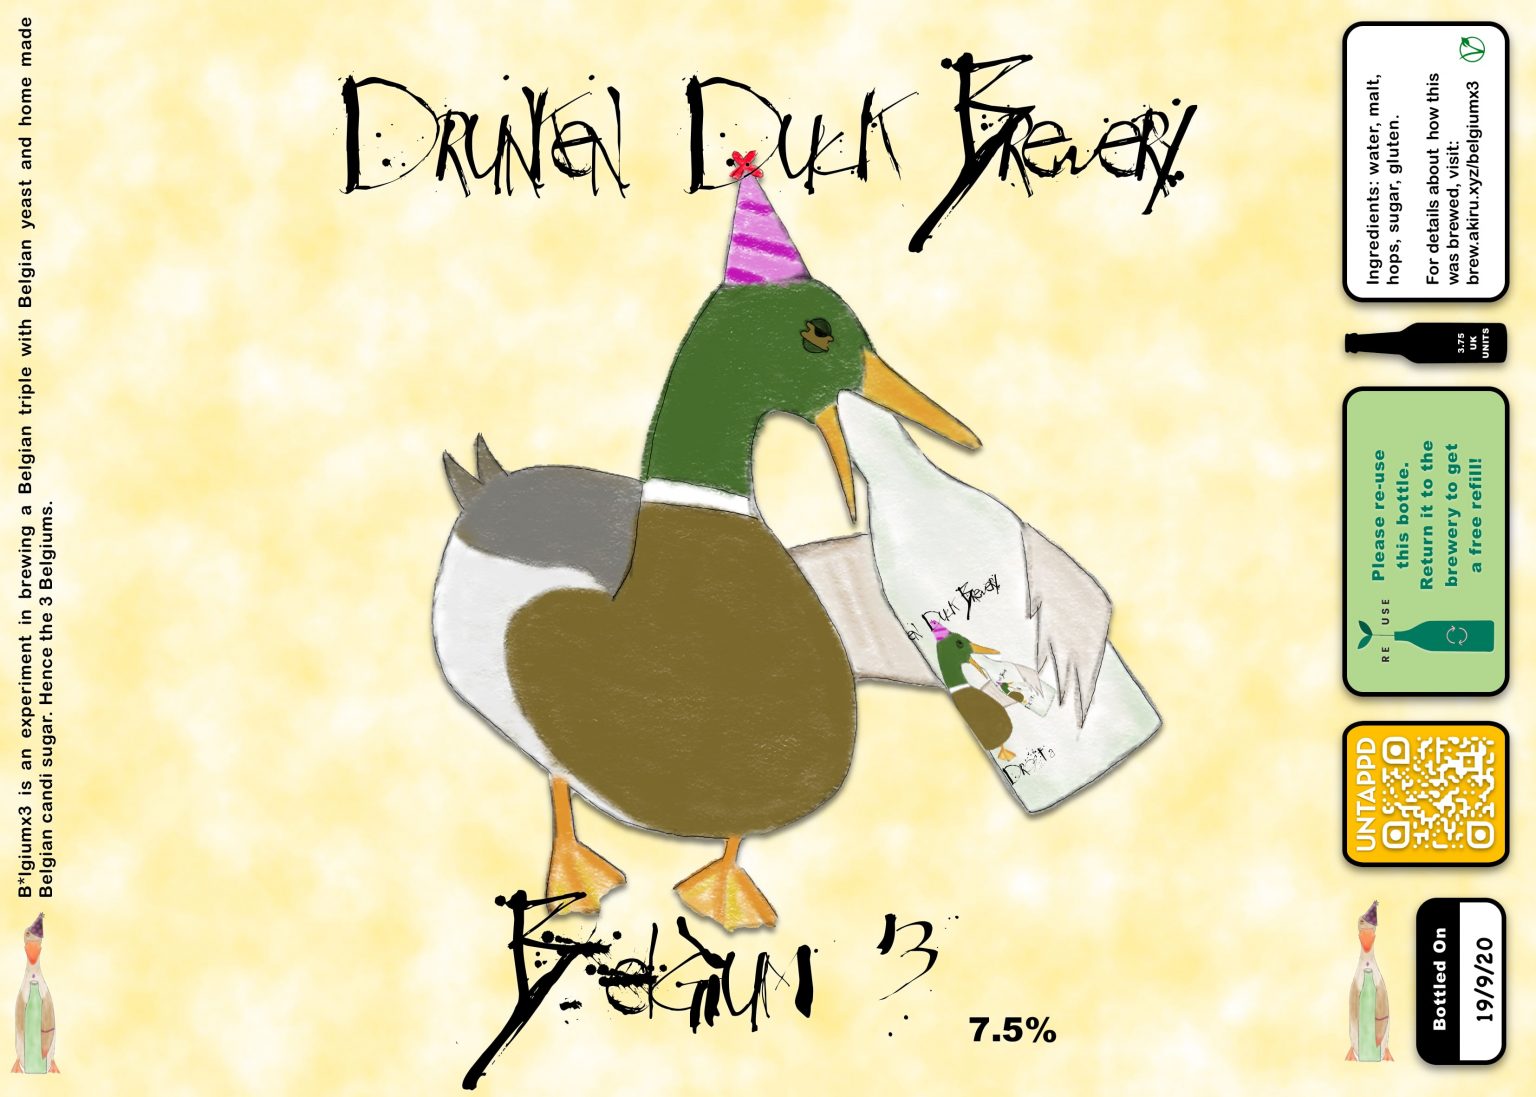 Drunken Duck Brewery
Belgium 3
7.5%
B*lgiumx3 is an experiment in brewing a Belgian triple with Belgian yeast and home made
Belgian candi sugar. Hence the 3 Belgiums.
en Duck Brewery
Ingredients: water, malt,
hops, sugar, gluten.
For details about how this
was brewed, visit:
brew.akiru.xyz/belgiumx3
V
3.75
UK
UNITS
RE USE
Please re-use
this bottle.
Return it to the
brewery to get
a free refill!
UNTAPPD
Bottled On
19/9/20